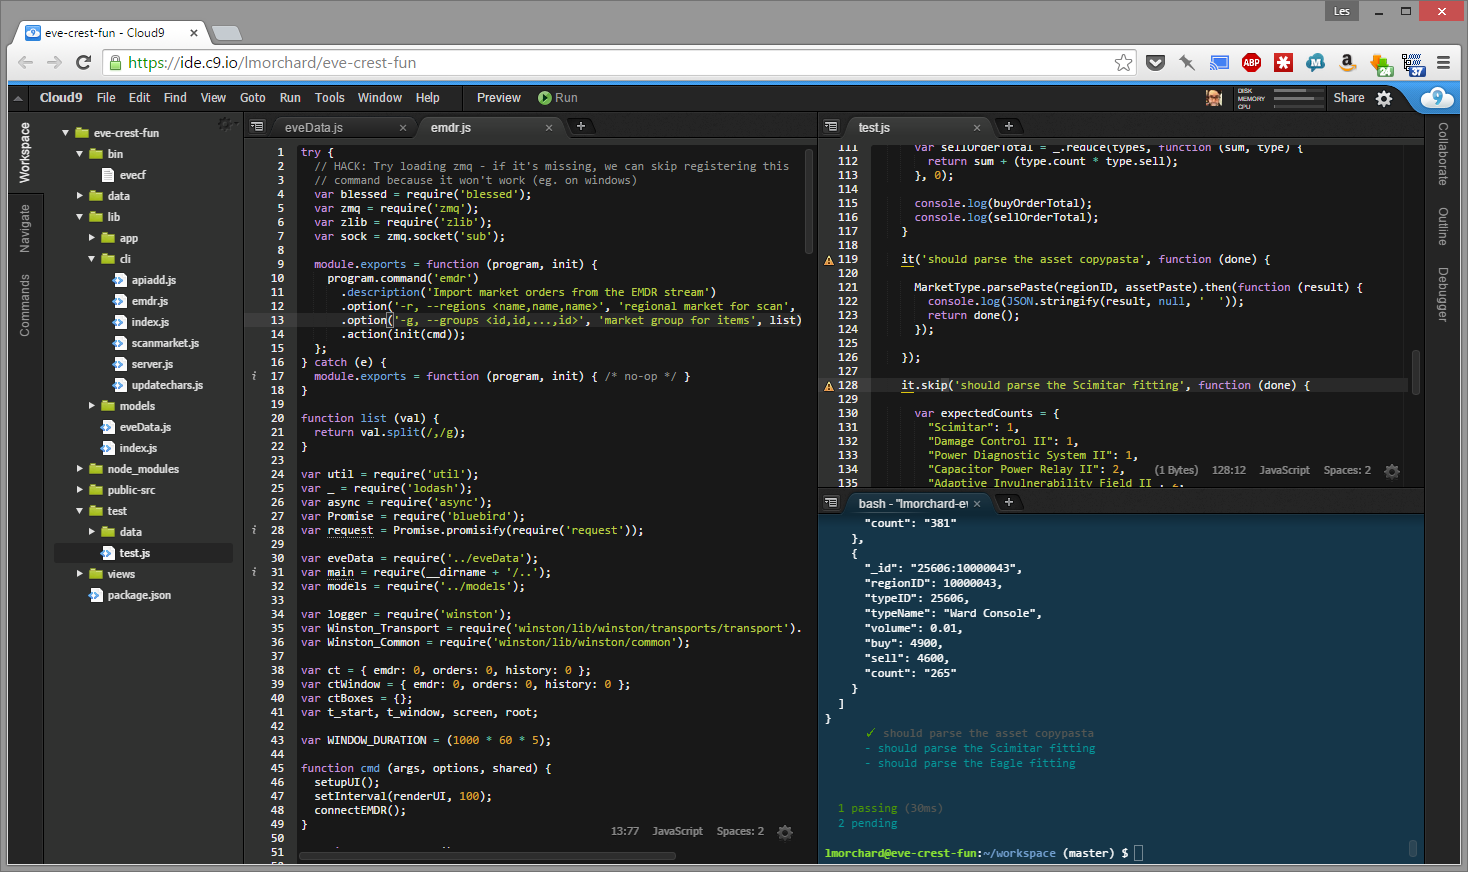 Les
eve-crest-fun - Cloud9
https://ide.c9.io/lmorchard/eve-crest-fun
ABP
24
37
Cloud9 File Edit Find View Goto Run Tools Window Help Preview Run
DISK
MEMORY
CPU
Share
Workspace
Navigate
Commands
eve-crest-fun
bin
evecf
data
lib
app
cli
apiadd.js
emdr.js
index.js
scanmarket.js
server.js
updatechars.js
models
eveData.js
index.js
node_modules
public-src
test
data
test.js
views
package.json
eveData.js
emdr.js
1 try {
2 // HACK: Try loading zmq - if it's missing, we can skip registering this
3 // command because it won't work (eg. on windows)
4 var blessed = require('blessed');
5 var zmq = require('zmq');
6 var zlib = require('zlib');
7 var sock = zmq.socket('sub');
8
9 module.exports = function (program, init) {
10 program.command('emdr')
11 .description('Import market orders from the EMDR stream')
12 .option('-r, --regions <name,name,name>', 'regional market for scan',
13 .option('-g, --groups <id,id,...,id>', 'market group for items', list)
14 .action(init(cmd));
15 };
16 } catch (e) {
17 module.exports = function (program, init) { /* no-op */ }
18 }
19
20 function list (val) {
21 return val.split(/,/g);
22 }
23
24 var util = require('util');
25 var _ = require('lodash');
26 var async = require('async');
27 var Promise = require('bluebird');
28 var request = Promise.promisify(require('request'));
29
30 var eveData = require('../eveData');
31 var main = require(__dirname + '/..');
32 var models = require('../models');
33
34 var logger = require('winston');
35 var Winston_Transport = require('winston/lib/winston/transports/transport').
36 var Winston_Common = require('winston/lib/winston/common');
37
38 var ct = { emdr: 0, orders: 0, history: 0 };
39 var ctWindow = { emdr: 0, orders: 0, history: 0 };
40 var ctBoxes = {};
41 var t_start, t_window, screen, root;
42
43 var WINDOW_DURATION = (1000 * 60 * 5);
44
45 function cmd (args, options, shared) {
46 setupUI();
47 setInterval(renderUI, 100);
48 connectEMDR();
49 }
50
51
13:77 JavaScript Spaces: 2
test.js
111 var sellOrderTotal = _.reduce(types, function (sum, type) {
112 return sum + (type.count * type.sell);
113 }, 0);
114
115 console.log(buyOrderTotal);
116 console.log(sellOrderTotal);
117 }
118
119 it('should parse the asset copypasta', function (done) {
120
121 MarketType.parsePaste(regionID, assetPaste).then(function (result) {
122 console.log(JSON.stringify(result, null, '  '));
123 return done();
124 });
125
126 });
127
128 it.skip('should parse the Scimitar fitting', function (done) {
129
130 var expectedCounts = {
131 "Scimitar": 1,
132 "Damage Control II": 1,
133 "Power Diagnostic System II": 1,
134 "Capacitor Power Relay II": 2,
135 "Adaptive Invulnerability Field II": 2,
(1 Bytes) 128:12 JavaScript Spaces: 2
bash - "lmorchard-ev
"count": "381"
},
{
"_id": "25606:10000043",
"regionID": 10000043,
"typeID": 25606,
"typeName": "Ward Console",
"volume": 0.01,
"buy": 4900,
"sell": 4600,
"count": "265"
}
]
}
✓ should parse the asset copypasta
- should parse the Scimitar fitting
- should parse the Eagle fitting
1 passing (30ms)
2 pending
lmorchard@eve-crest-fun:~/workspace (master) $
Collaborate
Outline
Debugger